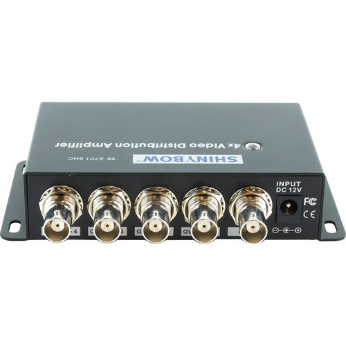 4x Video Distribution Amplifier
SB-3701 BNC
SHINYBOW
INPUT
DC 12V
FC CE